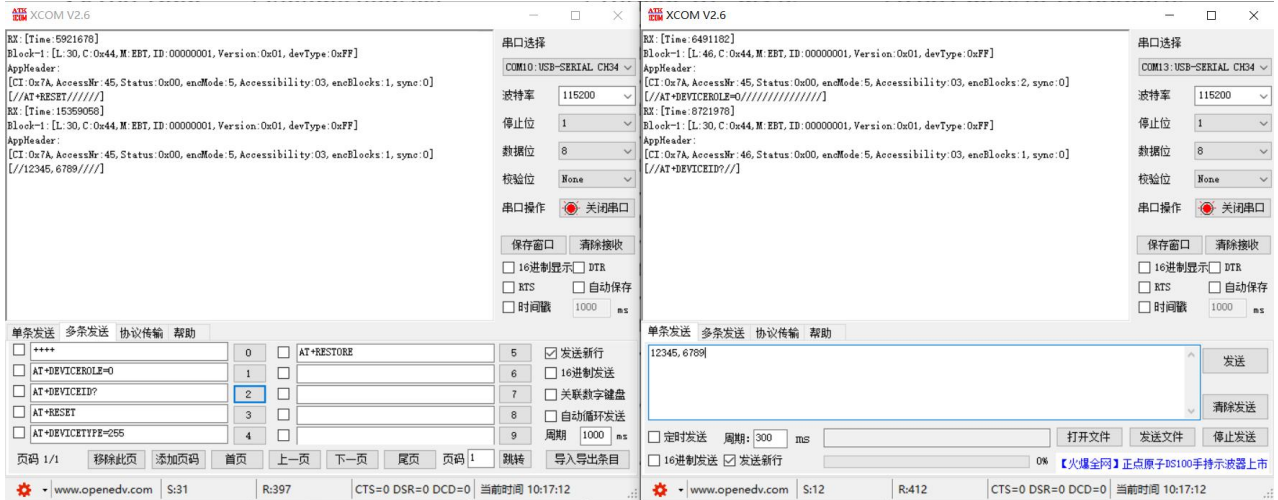 XCOM V2.6
RX:[Time:5921678]
Block-1:[L:30,C:0x44,M:EBT,ID:00000001,Version:0x01,devType:0xFF]
AppHeader:
[CI:0x7A,AccessNr:45,Status:0x00,encMode:5,Accessibility:03,encBlocks:1,sync:0]
[//AT+RESET//////]
RX:[Time:15359058]
Block-1:[L:30,C:0x44,M:EBT,ID:00000001,Version:0x01,devType:0xFF]
AppHeader:
[CI:0x7A,AccessNr:45,Status:0x00,encMode:5,Accessibility:03,encBlocks:1,sync:0]
[//12345,6789////]
串口选择
COM10:USB-SERIAL CH34
波特率 115200
停止位 1
数据位 8
校验位 None
串口操作 关闭串口
保存窗口 清除接收
16进制显示 DTR
RTS 自动保存
时间戳 1000 ms
单条发送 多条发送 协议传输 帮助
++++ 0 AT+RESTORE 5 发送新行
AT+DEVICEROLE=0 1 6 16进制发送
AT+DEVICEID? 2 7 关联数字键盘
AT+RESET 3 8 自动循环发送
AT+DEVICETYPE=255 4 9 周期 1000 ms
页码 1/1 移除此页 添加页码 首页 上一页 下一页 尾页 页码 1 跳转 导入导出条目
www.openedv.com S:31 R:397 CTS=0 DSR=0 DCD=0 当前时间 10:17:12
XCOM V2.6
RX:[Time:6491182]
Block-1:[L:46,C:0x44,M:EBT,ID:00000001,Version:0x01,devType:0xFF]
AppHeader:
[CI:0x7A,AccessNr:45,Status:0x00,encMode:5,Accessibility:03,encBlocks:2,sync:0]
[//AT+DEVICEROLE=0///////////////]
RX:[Time:8721978]
Block-1:[L:30,C:0x44,M:EBT,ID:00000001,Version:0x01,devType:0xFF]
AppHeader:
[CI:0x7A,AccessNr:46,Status:0x00,encMode:5,Accessibility:03,encBlocks:1,sync:0]
[//AT+DEVICEID?//]
串口选择
COM13:USB-SERIAL CH34
波特率 115200
停止位 1
数据位 8
校验位 None
串口操作 关闭串口
保存窗口 清除接收
16进制显示 DTR
RTS 自动保存
时间戳 1000 ms
单条发送 多条发送 协议传输 帮助
12345,6789
发送
清除发送
定时发送 周期: 300 ms 打开文件 发送文件 停止发送
16进制发送 发送新行 0% 【火爆全网】正点原子DS100手持示波器上市
www.openedv.com S:12 R:412 CTS=0 DSR=0 DCD=0 当前时间 10:17:12